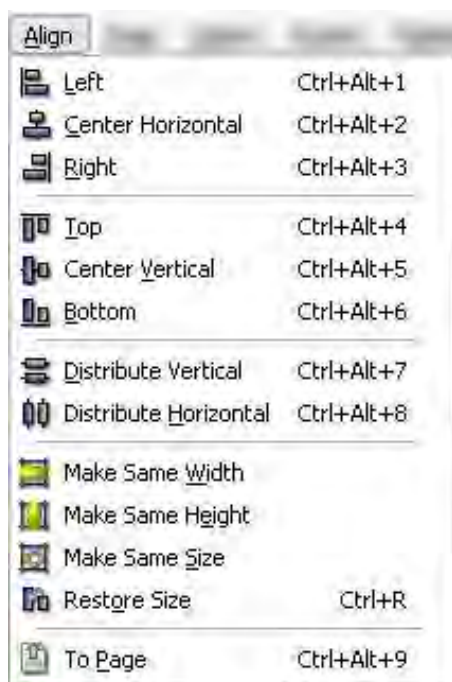 Align
Left Ctrl+Alt+1
Center Horizontal Ctrl+Alt+2
Right Ctrl+Alt+3
Top Ctrl+Alt+4
Center Vertical Ctrl+Alt+5
Bottom Ctrl+Alt+6
Distribute Vertical Ctrl+Alt+7
Distribute Horizontal Ctrl+Alt+8
Make Same Width
Make Same Height
Make Same Size
Restore Size Ctrl+R
To Page Ctrl+Alt+9